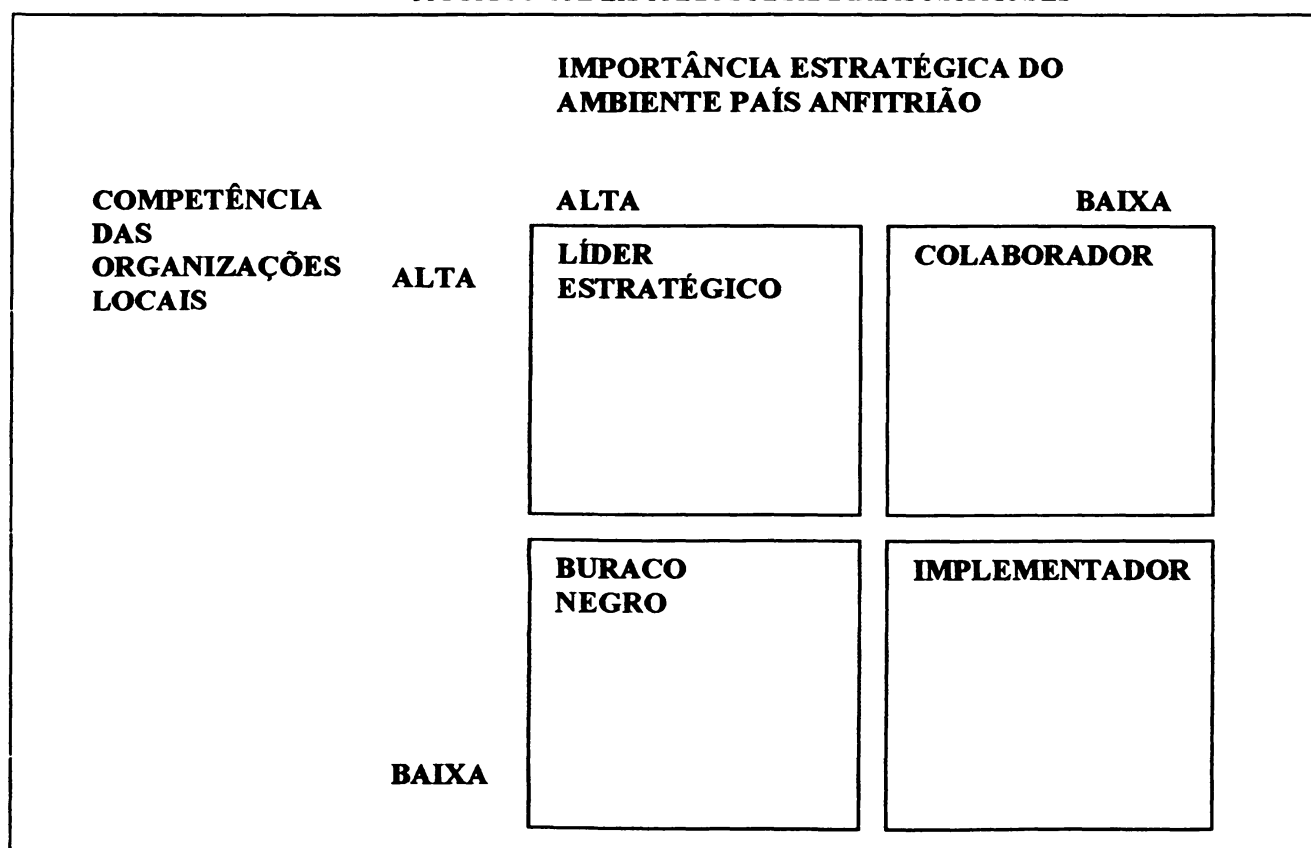 IMPORTÂNCIA ESTRATÉGICA DO
AMBIENTE PAÍS ANFITRIÃO
COMPETÊNCIA
DAS
ORGANIZAÇÕES
LOCAIS
ALTA
BAIXA
ALTA
LÍDER
ESTRATÉGICO
COLABORADOR
BURACO
NEGRO
IMPLEMENTADOR
BAIXA